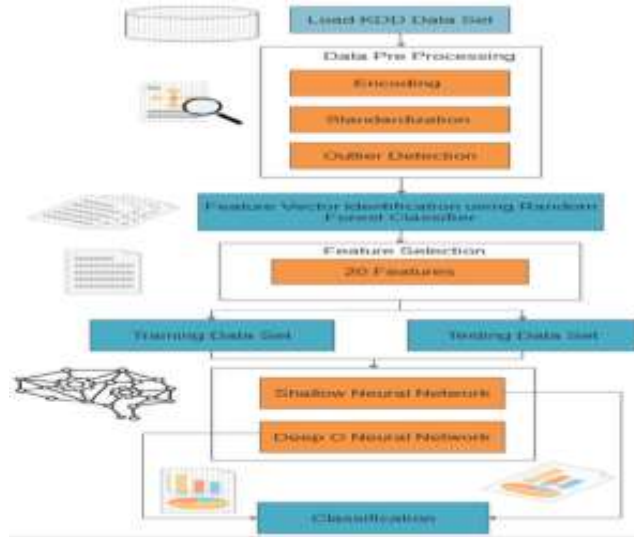 Load KDD Data Set
Data Pre Processing
Encoding
Standardization
Outlier Detection
Feature Vector Identification using Random
Forest Classifier
Feature Selection
20 Features
Training Data Set
Testing Data Set
Shallow Neural Network
Deep O Neural Network
Classification